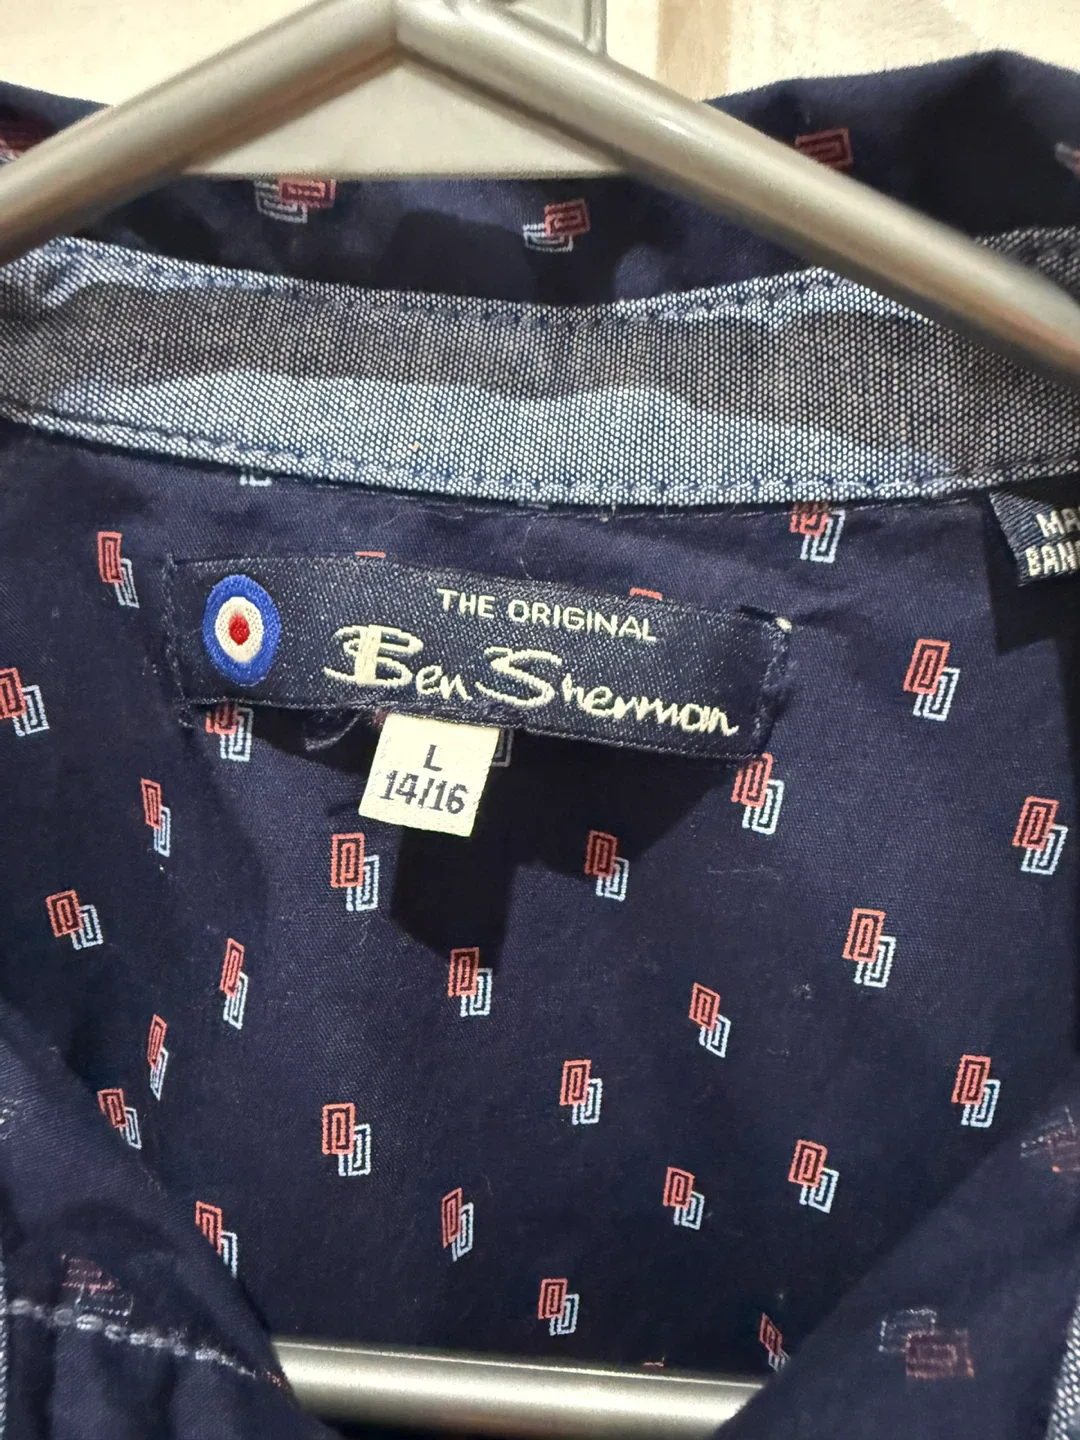 THE ORIGINAL
Ben Sherman
L
14/16